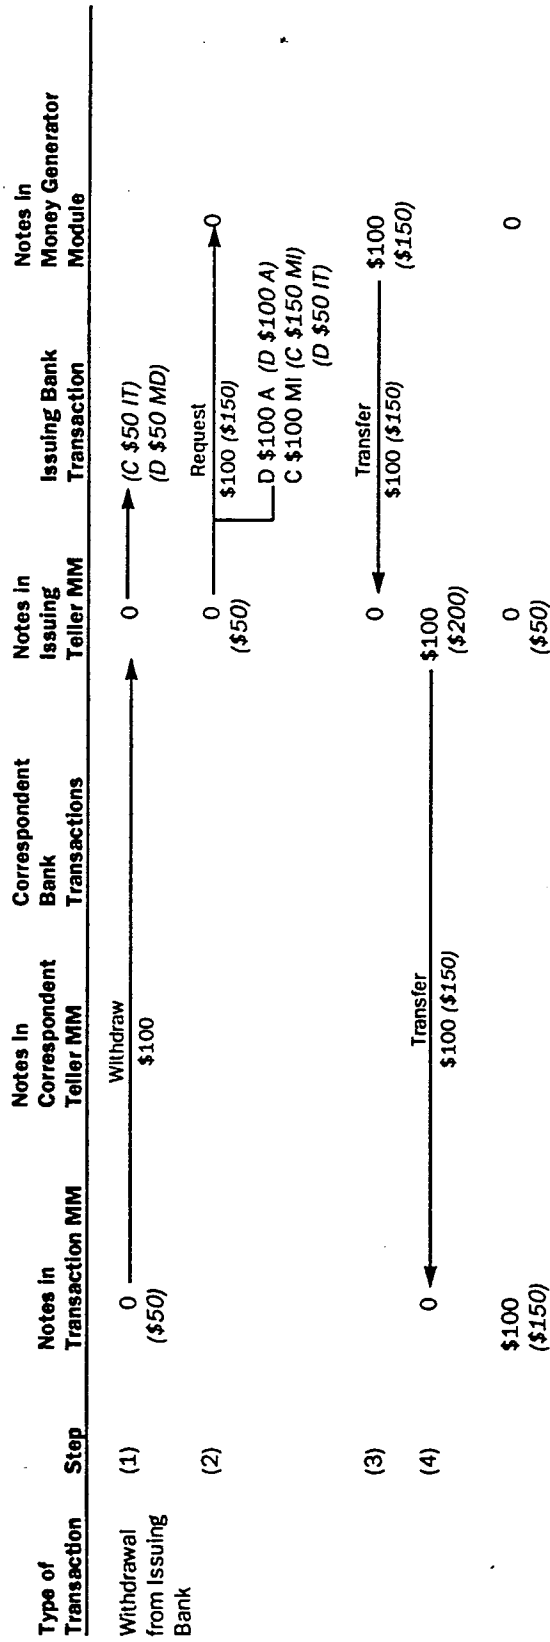 Type of
Transaction
Step
Notes in
Transaction MM
Notes in
Correspondent
Teller MM
Correspondent
Bank
Transactions
Notes in
Issuing
Teller MM
Issuing Bank
Transaction
Notes in
Money Generator
Module
Withdrawal
from Issuing
Bank
(1)
0
($50)
Withdraw
$100
0
(C $50 IT)
(D $50 MD)
(2)
0
($50)
Request
$100 ($150)
0
D $100 A (D $100 A)
C $100 MI (C $150 MI)
(D $50 IT)
(3)
0
Transfer
$100 ($150)
$100
($150)
(4)
0
Transfer
$100 ($150)
$100
($200)
$100
($150)
0
($50)
0